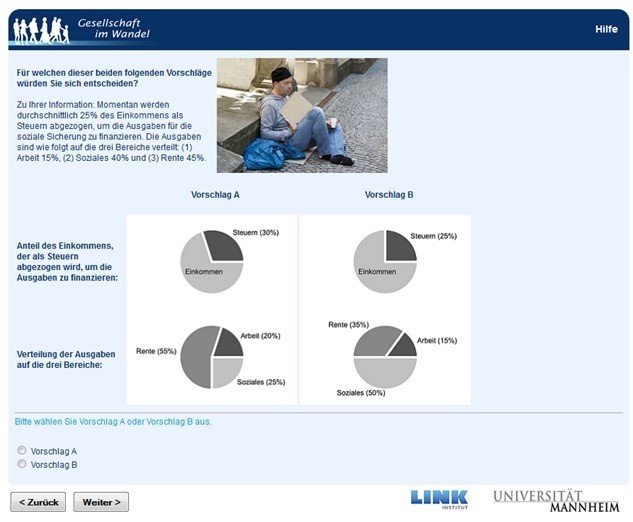 Gesellschaft
im Wandel
Hilfe
Für welchen dieser beiden folgenden Vorschläge
würden Sie sich entscheiden?
Zu Ihrer Information: Momentan werden
durchschnittlich 25% des Einkommens als
Steuern abgezogen, um die Ausgaben für die
soziale Sicherung zu finanzieren. Die Ausgaben
sind wie folgt auf die drei Bereiche verteilt: (1)
Arbeit 15%, (2) Soziales 40% und (3) Rente 45%.
Vorschlag A
Vorschlag B
Anteil des Einkommens,
der als Steuern
abgezogen wird, um die
Ausgaben zu finanzieren:
Steuern (30%)
Einkommen
Steuern (25%)
Einkommen
Verteilung der Ausgaben
auf die drei Bereiche:
Rente (55%)
Arbeit (20%)
Soziales (25%)
Rente (35%)
Arbeit (15%)
Soziales (50%)
Bitte wählen Sie Vorschlag A oder Vorschlag B aus.
Vorschlag A
Vorschlag B
< Zurück
Weiter >
LINK
INSTITUT
UNIVERSITÄT
MANNHEIM